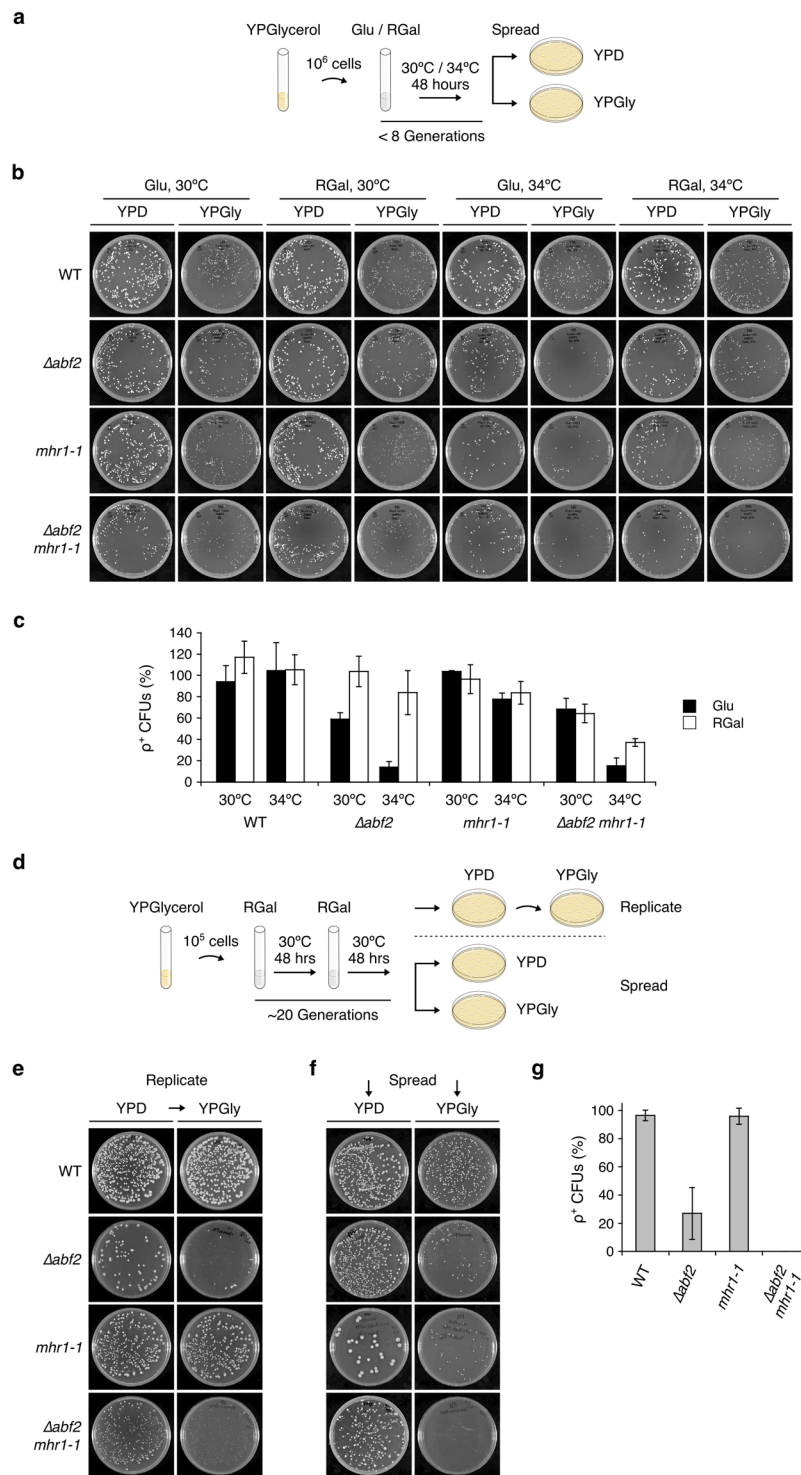 a
YPGlycerol
Glu / RGal
Spread
10⁶ cells
30ºC / 34ºC
48 hours
YPD
YPGly
< 8 Generations
b
Glu, 30ºC RGal, 30ºC Glu, 34ºC RGal, 34ºC
YPD YPGly YPD YPGly YPD YPGly YPD YPGly
WT
Δabf2
mhr1-1
Δabf2
mhr1-1
c
ρ⁺ CFUs (%)
140
120
100
80
60
40
20
0
30ºC 34ºC 30ºC 34ºC 30ºC 34ºC 30ºC 34ºC
WT Δabf2 mhr1-1 Δabf2 mhr1-1
Glu
RGal
d
YPGlycerol RGal RGal
YPD YPGly
Replicate
10⁵ cells
30ºC
48 hrs
30ºC
48 hrs
YPD
Spread
YPGly
~20 Generations
e
Replicate
YPD YPGly
WT
Δabf2
mhr1-1
Δabf2
mhr1-1
f
Spread
YPD YPGly
g
ρ⁺ CFUs (%)
100
80
60
40
20
0
WT
Δabf2
mhr1-1
Δabf2
mhr1-1